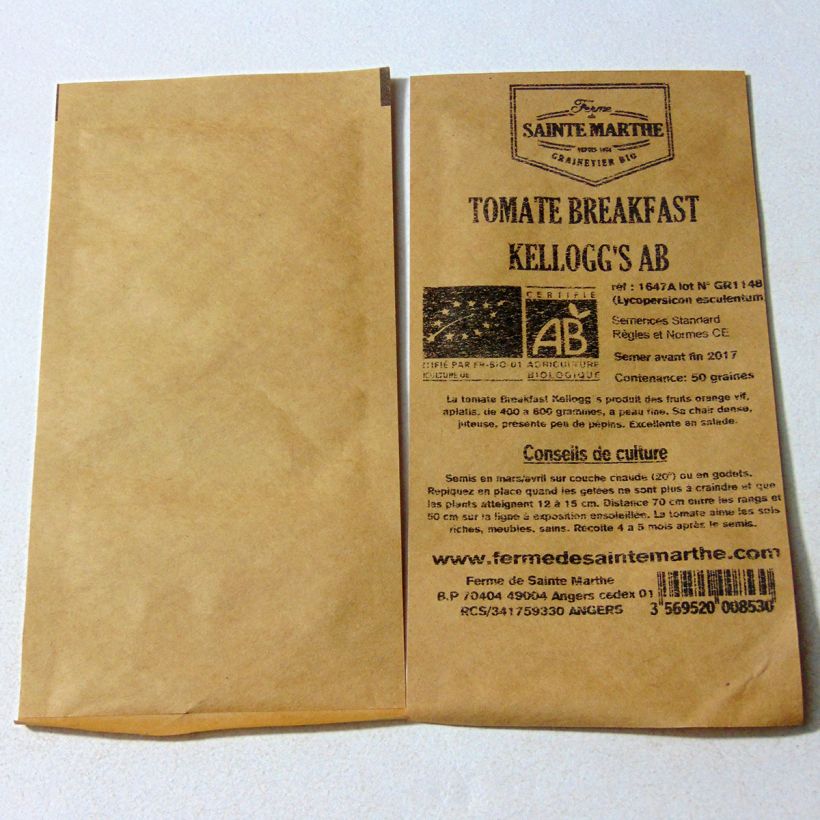 Ferme
de
SAINTE MARTHE
DEPUIS 1974
GRAINETIER BIO
TOMATE BREAKFAST
KELLOGG'S AB
réf : 1647A lot N° GR1148
(Lycopersicon esculentum
CERTIFIÉ
AB
AGRICULTURE
BIOLOGIQUE
TIFIÉ PAR FR-BIO-01
ICULTURE UE
Semences Standard
Règles et Normes CE
Semer avant fin 2017
Contenance: 50 graines
La tomate Breakfast Kellogg's produit des fruits orange vif,
aplatis, de 400 à 600 grammes, à peau fine. Sa chair dense,
juteuse, présente peu de pépins. Excellente en salade.
Conseils de culture
Semis en mars/avril sur couche chaude (20°) ou en godets.
Repiquez en place quand les gelées ne sont plus à craindre et que
les plants atteignent 12 à 15 cm. Distance 70 cm entre les rangs et
50 cm sur la ligne à exposition ensoleillée. La tomate aime les sols
riches, meubles, sains. Récolte 4 à 5 mois après le semis.
www.fermedesaintemarthe.com
Ferme de Sainte Marthe
B.P 70404 49004 Angers cedex 01
RCS/341759330 ANGERS
3 569520 008530